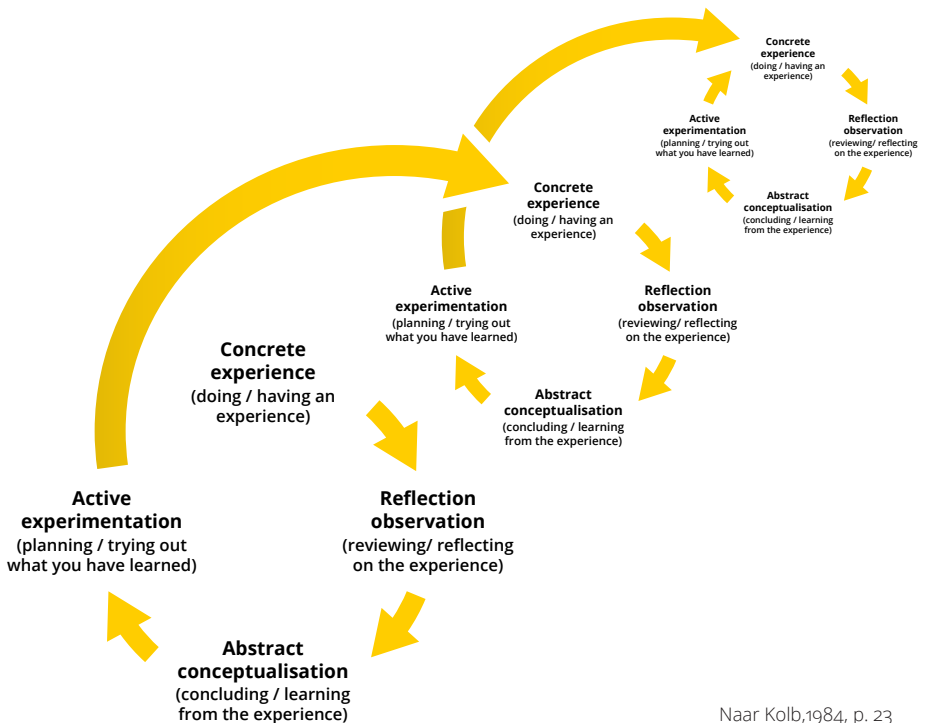 Concrete
experience
(doing / having an
experience)
Reflection
observation
(reviewing/ reflecting
on the experience)
Abstract
conceptualisation
(concluding / learning
from the experience)
Active
experimentation
(planning / trying out
what you have learned)
Concrete
experience
(doing / having an
experience)
Reflection
observation
(reviewing/ reflecting
on the experience)
Abstract
conceptualisation
(concluding / learning
from the experience)
Active
experimentation
(planning / trying out
what you have learned)
Concrete
experience
(doing / having an
experience)
Reflection
observation
(reviewing/ reflecting
on the experience)
Abstract
conceptualisation
(concluding / learning
from the experience)
Active
experimentation
(planning / trying out
what you have learned)
Naar Kolb,1984, p. 23